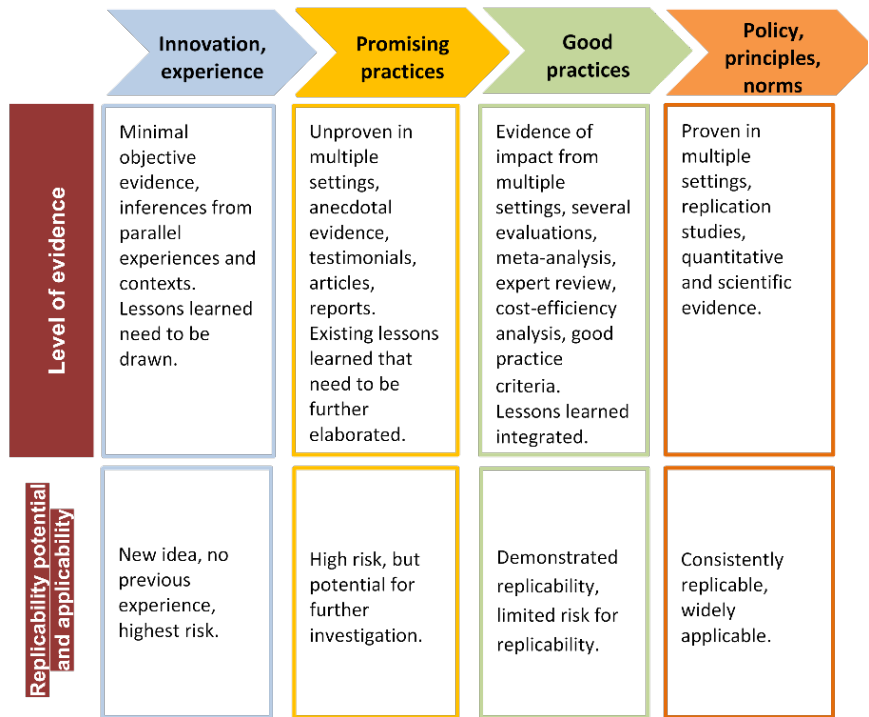 Innovation,
experience
Promising
practices
Good
practices
Policy,
principles,
norms
Level of evidence
Minimal
objective
evidence,
inferences from
parallel
experiences and
contexts.
Lessons learned
need to be
drawn.
Unproven in
multiple
settings,
anecdotal
evidence,
testimonials,
articles,
reports.
Existing lessons
learned that
need to be
further
elaborated.
Evidence of
impact from
multiple
settings, several
evaluations,
meta-analysis,
expert review,
cost-efficiency
analysis, good
practice
criteria.
Lessons learned
integrated.
Proven in
multiple
settings,
replication
studies,
quantitative
and scientific
evidence.
Replicability potential
and applicability
New idea, no
previous
experience,
highest risk.
High risk, but
potential for
further
investigation.
Demonstrated
replicability,
limited risk for
replicability.
Consistently
replicable,
widely
applicable.